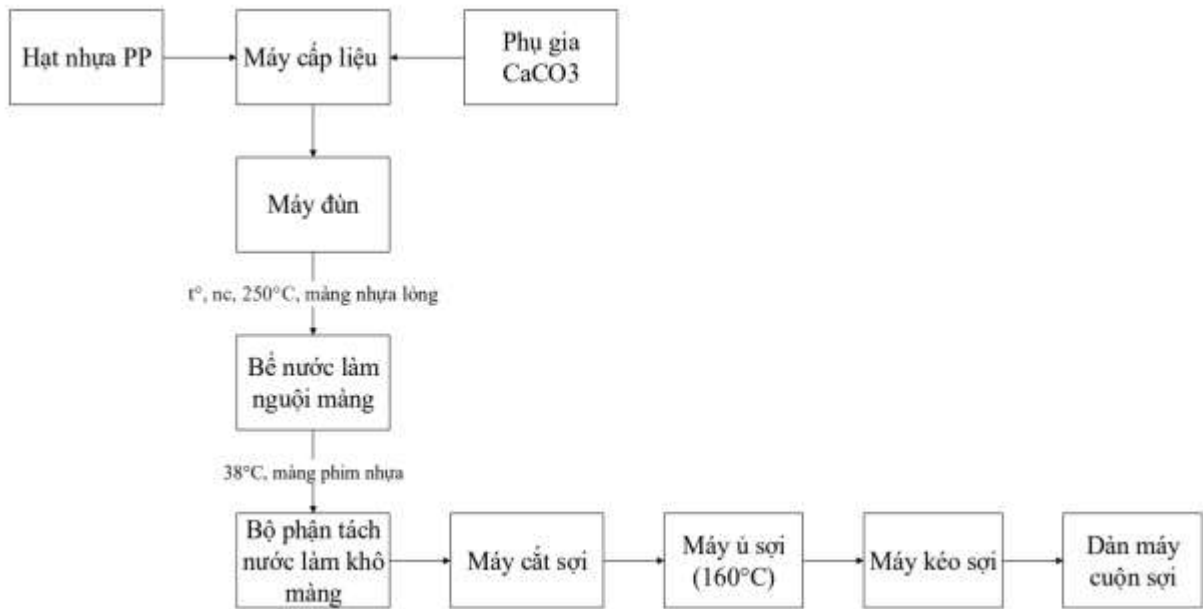 Hạt nhựa PP
Máy cấp liệu
Phụ gia
CaCO3
Máy đùn
t°, nc, 250°C, màng nhựa lỏng
Bể nước làm
nguội màng
38°C, màng phim nhựa
Bộ phận tách
nước làm khô
màng
Máy cắt sợi
Máy ủ sợi
(160°C)
Máy kéo sợi
Dàn máy
cuộn sợi